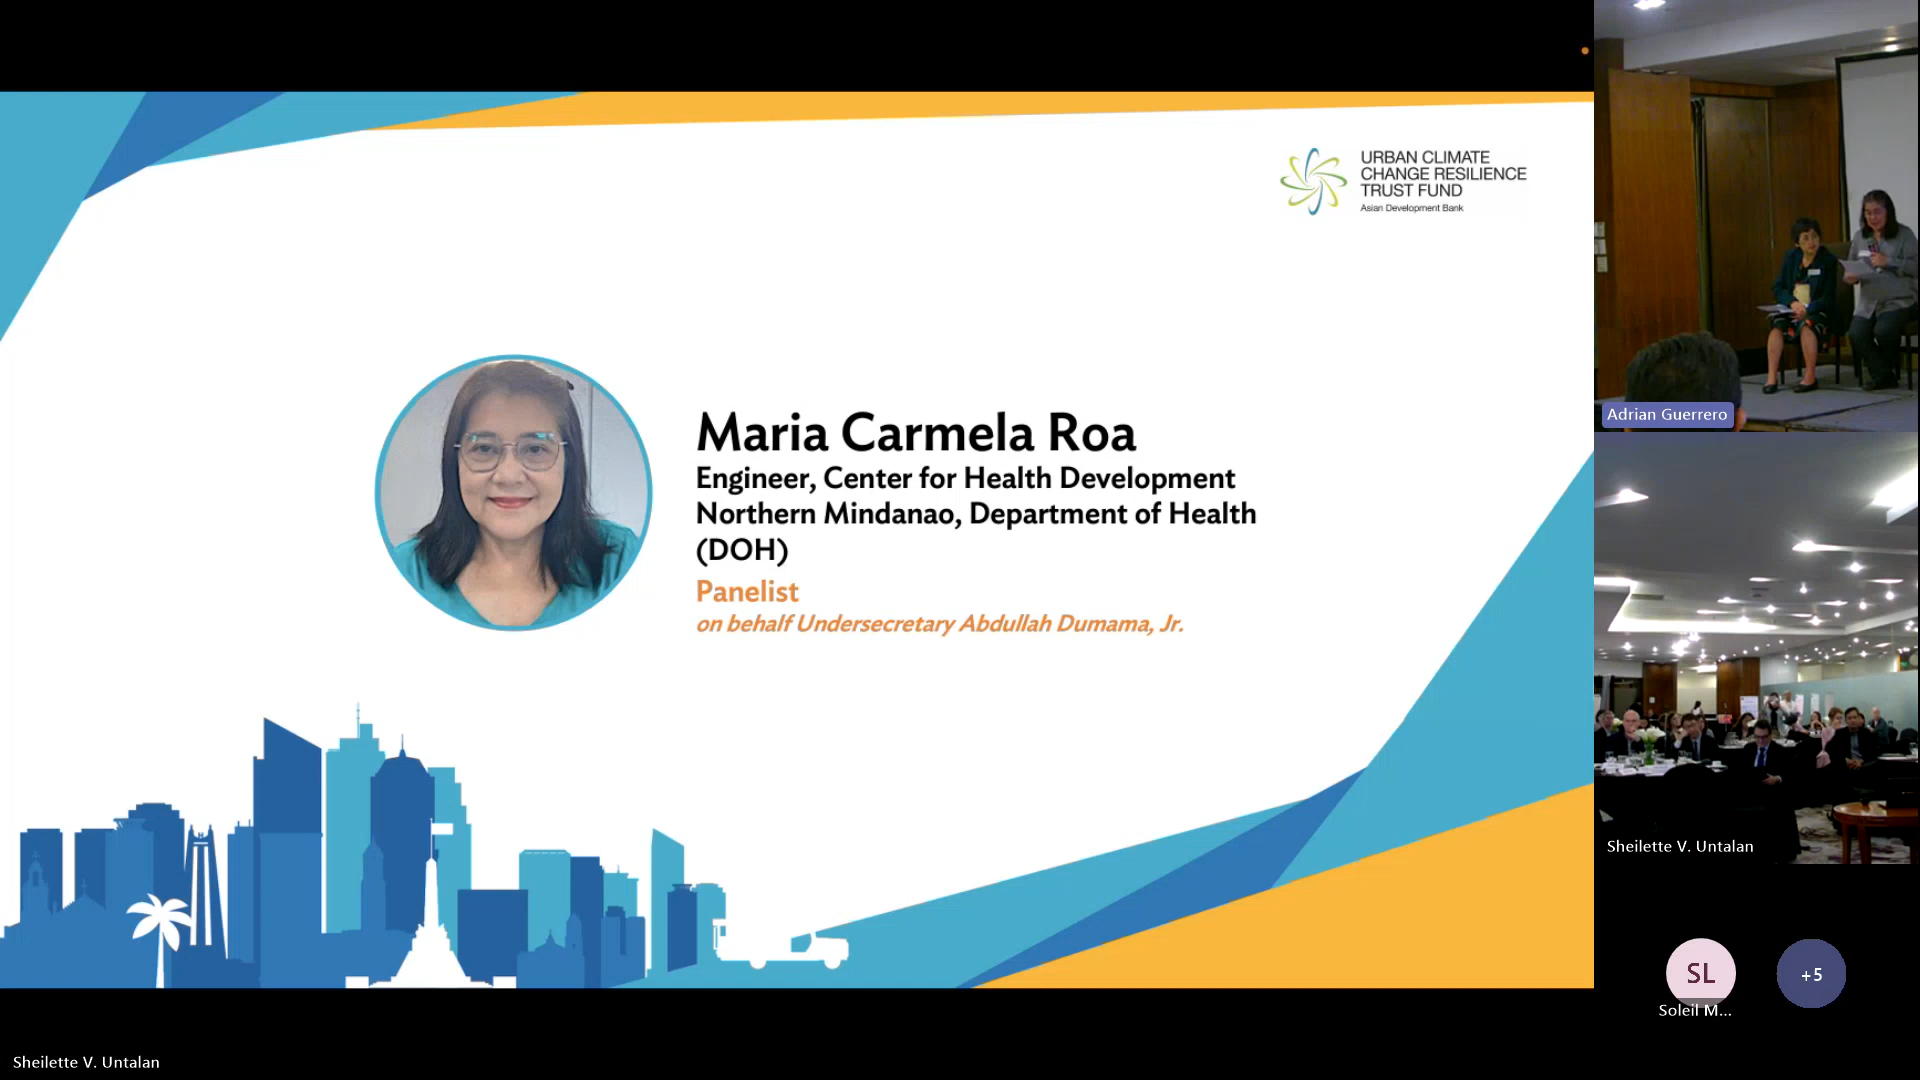 URBAN CLIMATE
CHANGE RESILIENCE
TRUST FUND
Asian Development Bank
Maria Carmela Roa
Engineer, Center for Health Development
Northern Mindanao, Department of Health
(DOH)
Panelist
on behalf Undersecretary Abdullah Dumama, Jr.
Adrian Guerrero
Sheilette V. Untalan
SL
+5
Soleil M...
Sheilette V. Untalan